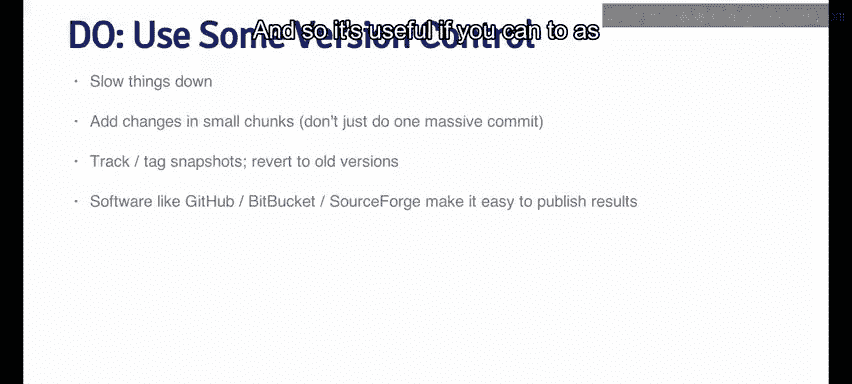 DO: Use Some Version Control
And so it's useful if you can to as
· Slow things down
· Add changes in small chunks (don't just do one massive commit)
· Track / tag snapshots; revert to old versions
· Software like GitHub / BitBucket / SourceForge make it easy to publish results